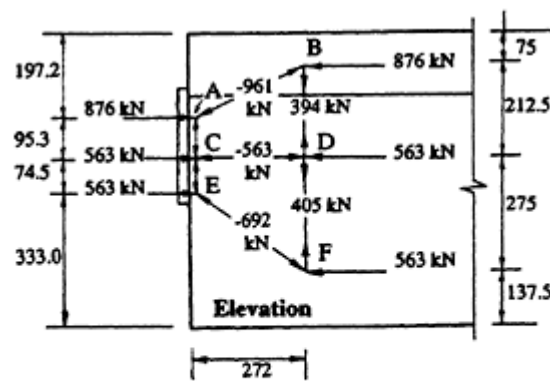 B
75
197.2
-961
kN
876 kN
A
876 kN
394 kN
212.5
95.3
C
D
563 kN
-563
kN
563 kN
74.5
E
563 kN
-692
kN
405 kN
275
333.0
F
563 kN
137.5
Elevation
272